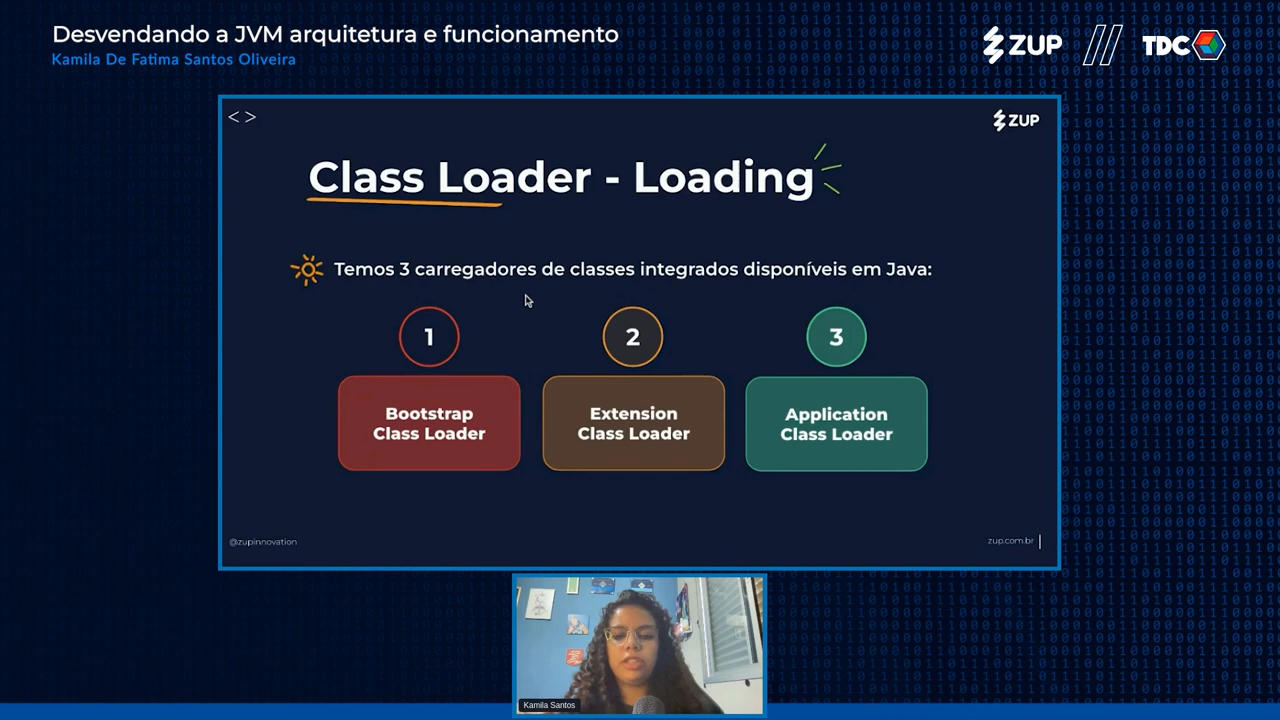 Desvendando a JVM arquitetura e funcionamento
Kamila De Fatima Santos Oliveira
ZUP
TDC
< >
ZUP
Class Loader - Loading
Temos 3 carregadores de classes integrados disponíveis em Java:
1
2
3
Bootstrap
Class Loader
Extension
Class Loader
Application
Class Loader
@zupinnovation
zup.com.br
Kamila Santos